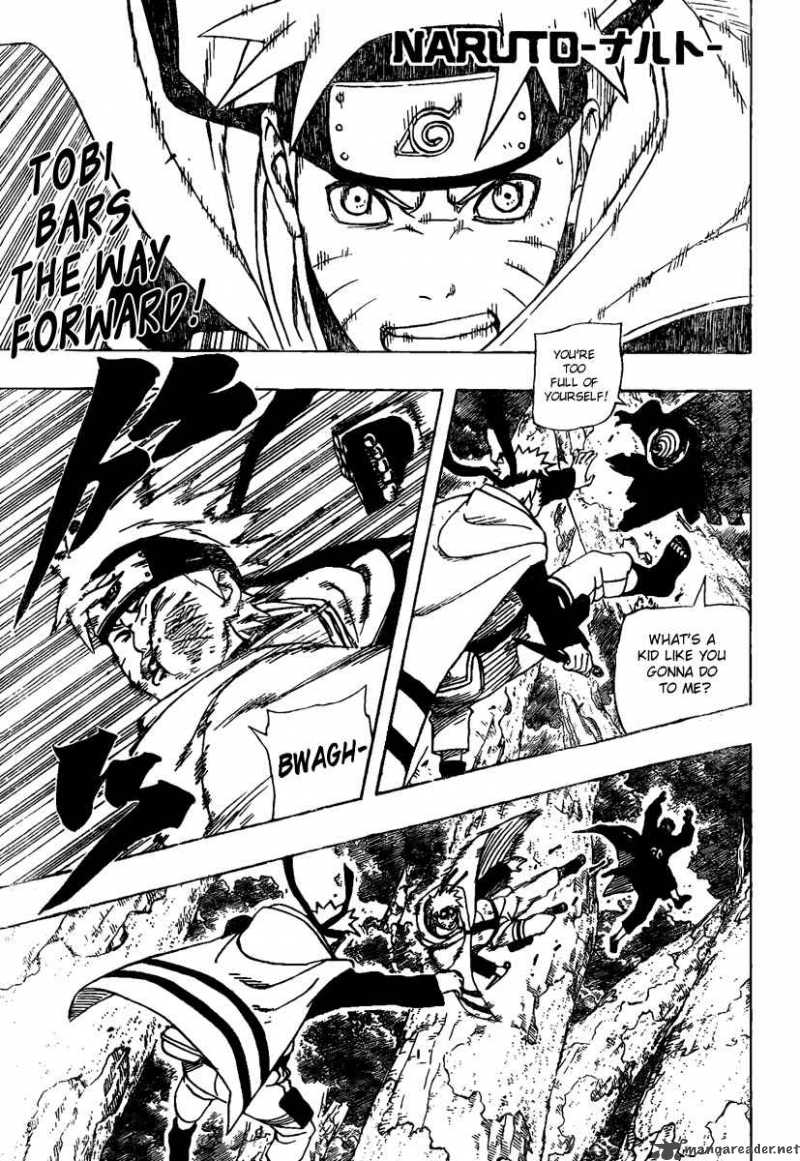 NARUTO-ナルト-
TOBI
BARS
THE WAY
FORWARD!
YOU'RE
TOO
FULL OF
YOURSELF!
WHAT'S A
KID LIKE YOU
GONNA DO
TO ME?
BWAGH-
mangareader.net